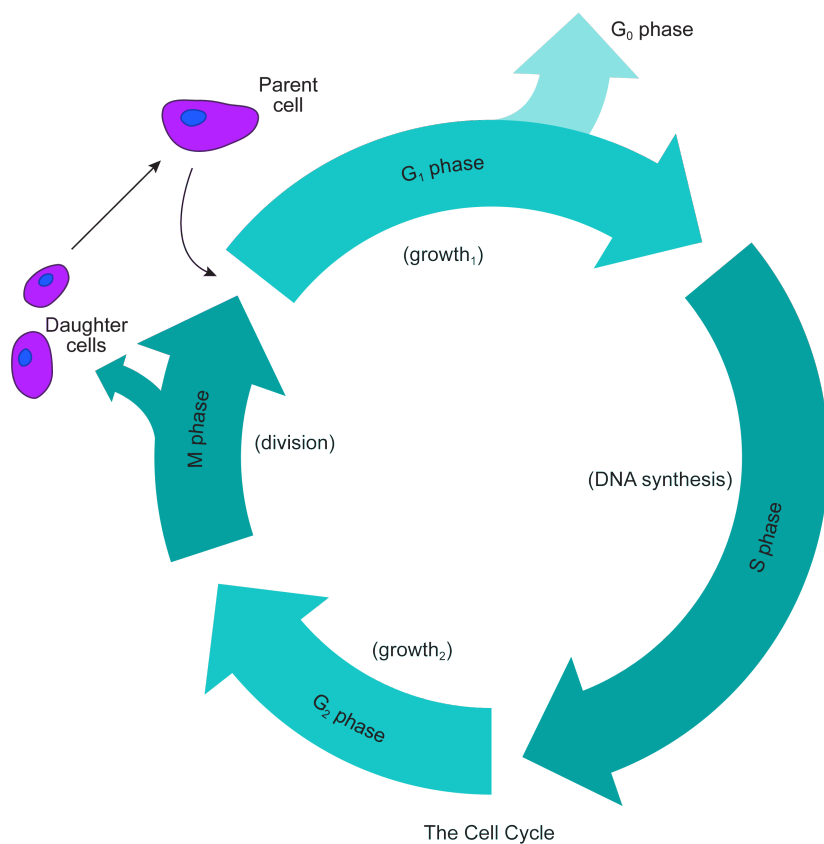 G₀ phase
Parent
cell
G₁ phase
(growth₁)
Daughter
cells
M phase
(division)
(DNA synthesis)
S phase
(growth₂)
G₂ phase
The Cell Cycle